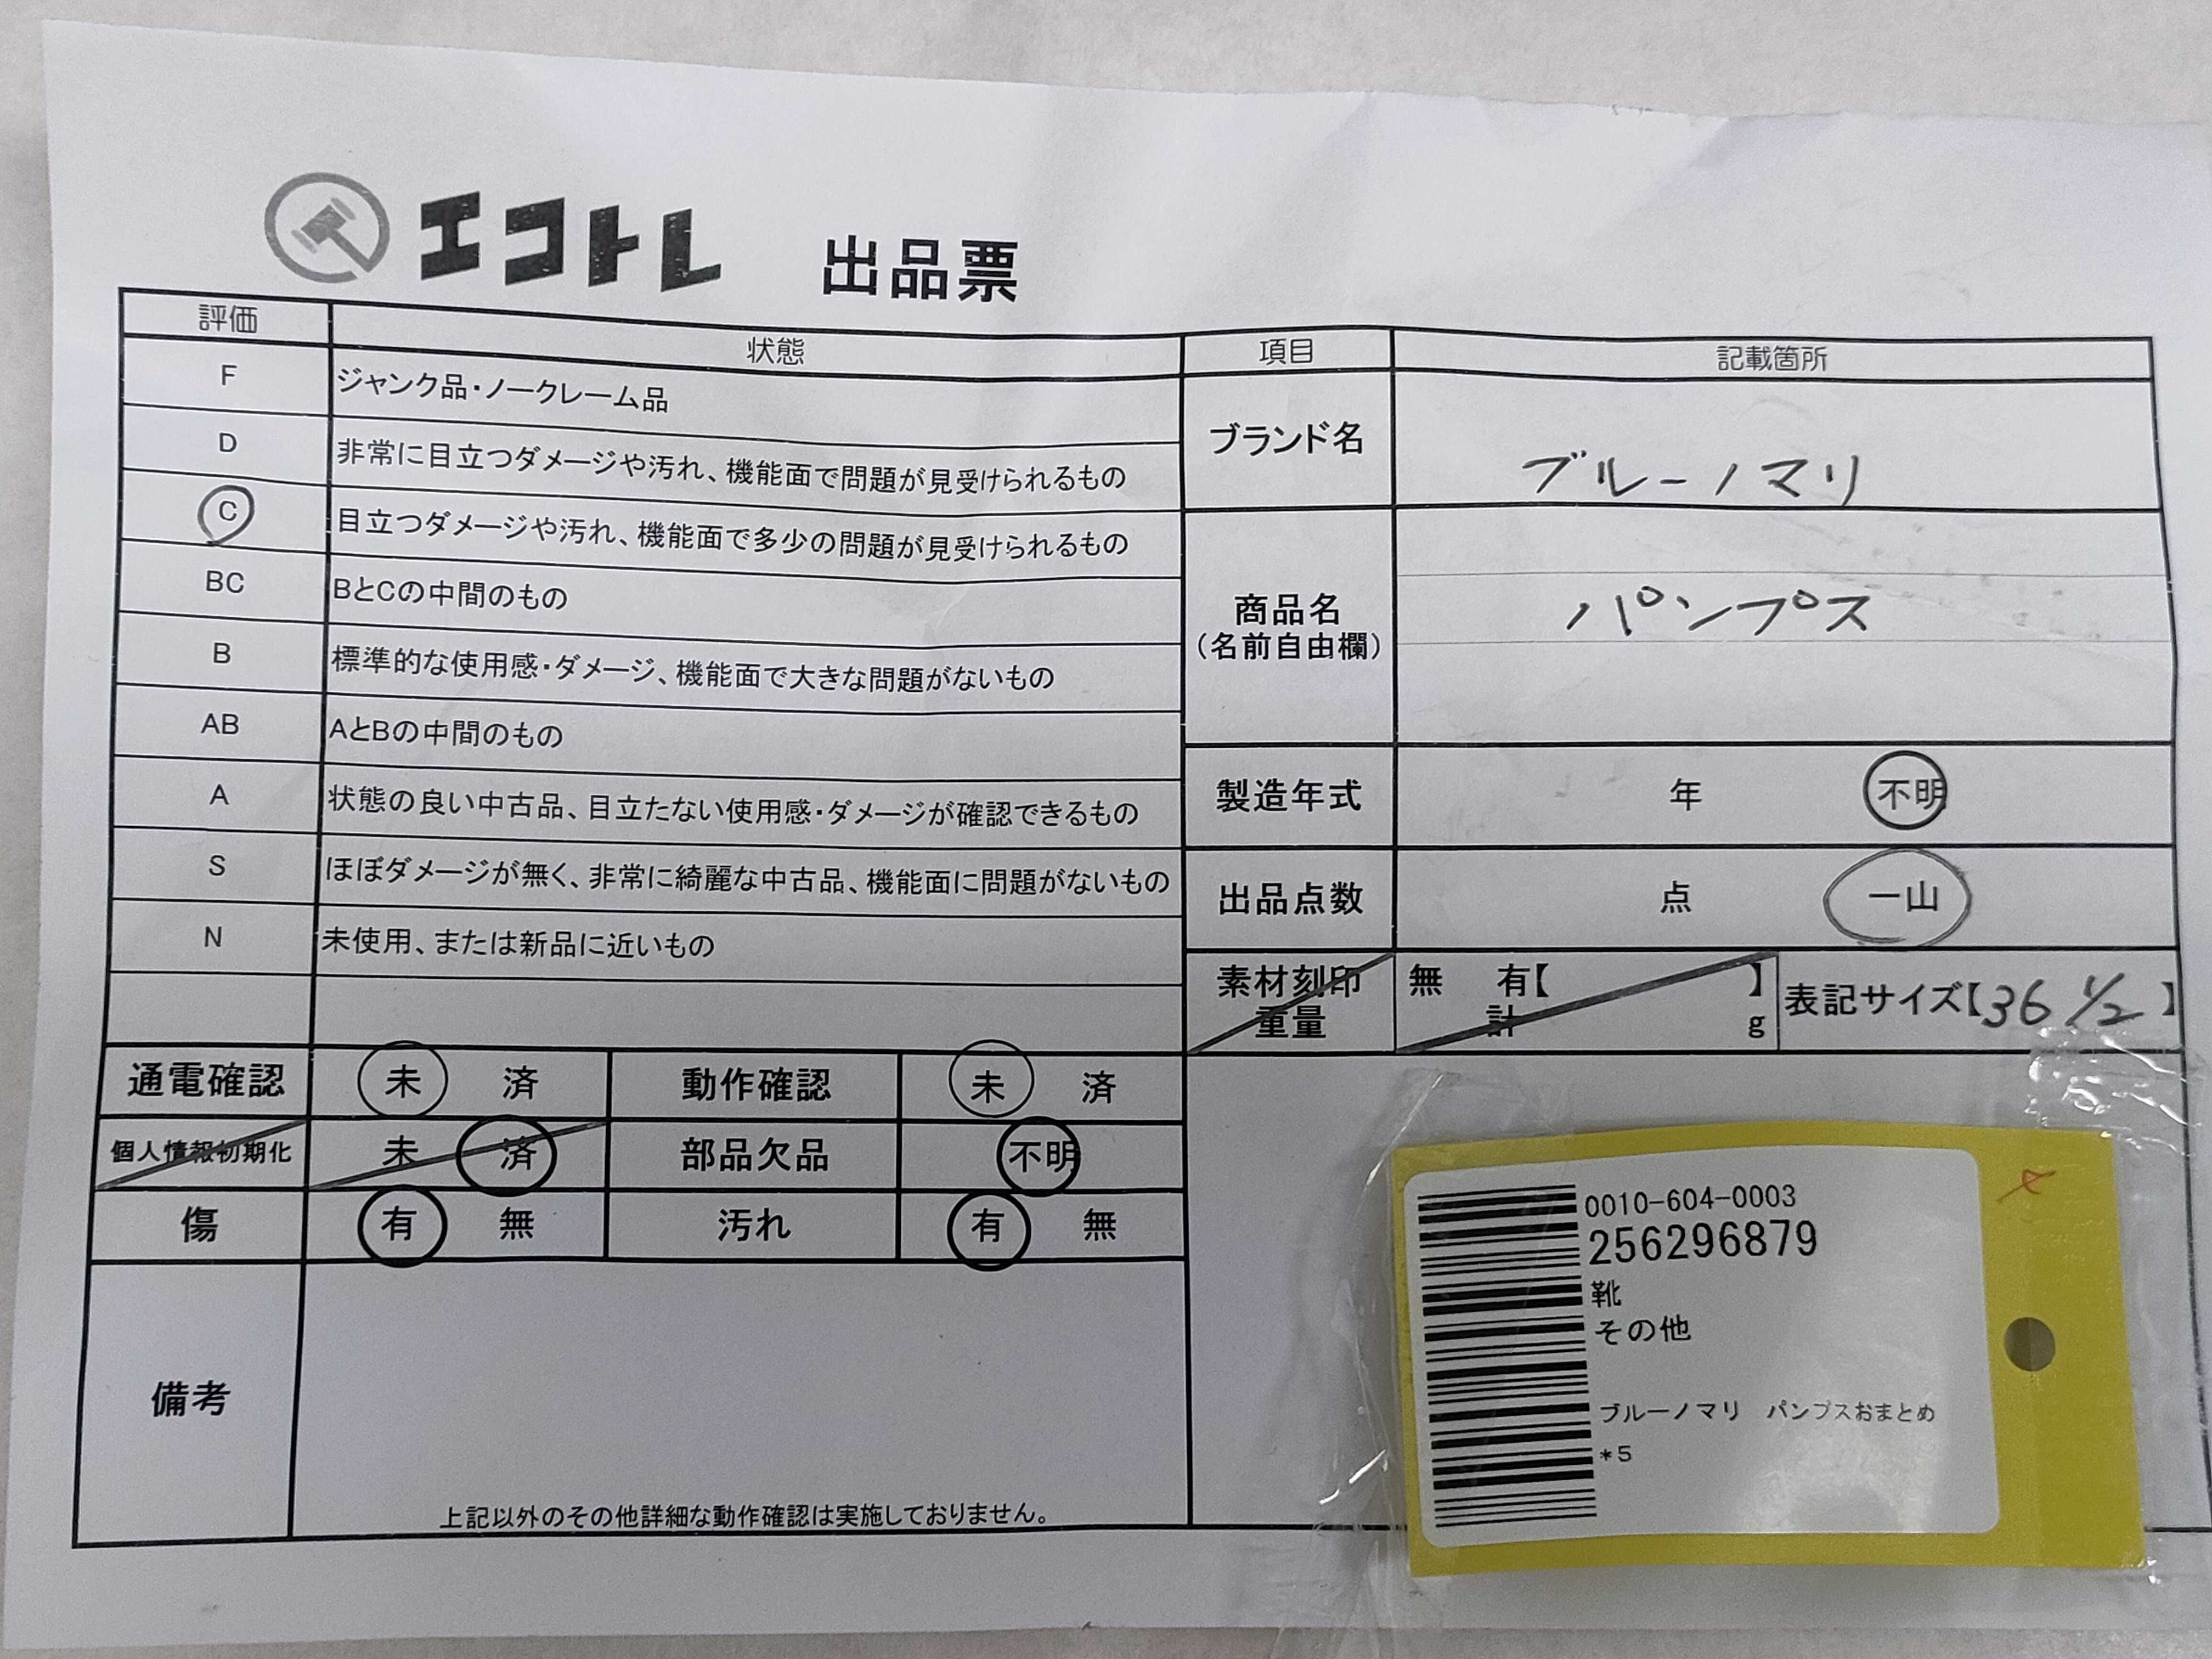 エコトレ 出品票
評価 状態 項目 記載箇所
F ジャンク品・ノークレーム品
D 非常に目立つダメージや汚れ、機能面で問題が見受けられるもの
C 目立つダメージや汚れ、機能面で多少の問題が見受けられるもの
BC BとCの中間のもの
B 標準的な使用感・ダメージ、機能面で大きな問題がないもの
AB AとBの中間のもの
A 状態の良い中古品、目立たない使用感・ダメージが確認できるもの
S ほぼダメージが無く、非常に綺麗な中古品、機能面に問題がないもの
N 未使用、または新品に近いもの
ブランド名 ブルーノマリ
商品名 パンプス
(名前自由欄)
製造年式 年 不明
出品点数 点 一山
素材刻印 無 有【 】 表記サイズ【36 1/2】
重量 計 g
通電確認 未 済 動作確認 未 済
個人情報初期化 未 済 部品欠品 不明
傷 有 無 汚れ 有 無
備考
上記以外のその他詳細な動作確認は実施しておりません。
0010-604-0003
256296879
靴
その他
ブルーノマリ パンプスおまとめ
*5